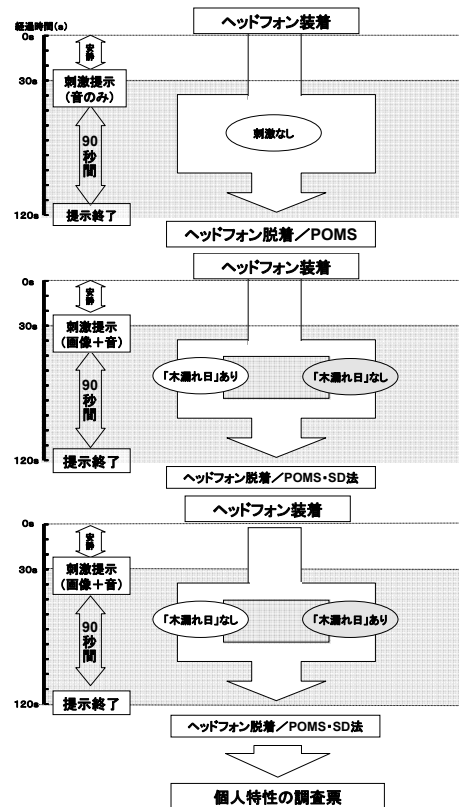 経過時間(s)
ヘッドフォン装着
0s
安静
30s
刺激提示
(音のみ)
刺激なし
90
秒
間
120s
提示終了
ヘッドフォン脱着/POMS
ヘッドフォン装着
0s
安静
30s
刺激提示
(画像+音)
「木漏れ日」あり
「木漏れ日」なし
90
秒
間
120s
提示終了
ヘッドフォン脱着/POMS・SD法
ヘッドフォン装着
0s
安静
30s
刺激提示
(画像+音)
「木漏れ日」なし
「木漏れ日」あり
90
秒
間
120s
提示終了
ヘッドフォン脱着/POMS・SD法
個人特性の調査票